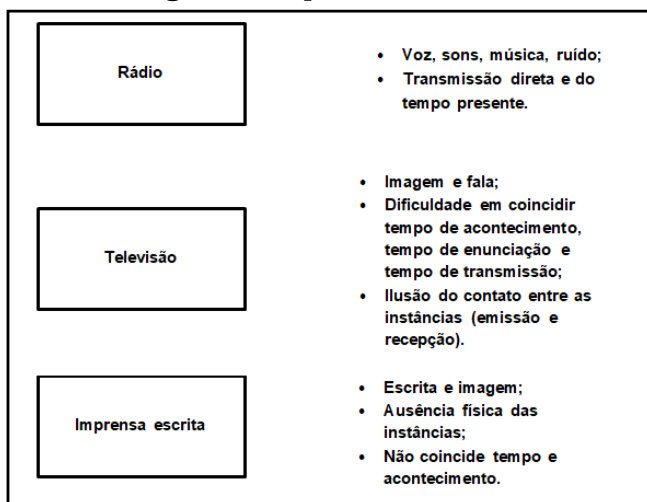 Rádio
• Voz, sons, música, ruído;
• Transmissão direta e do
tempo presente.
Televisão
• Imagem e fala;
• Dificuldade em coincidir
tempo de acontecimento,
tempo de enunciação e
tempo de transmissão;
• Ilusão do contato entre as
instâncias (emissão e
recepção).
Imprensa escrita
• Escrita e imagem;
• Ausência física das
instâncias;
• Não coincide tempo e
acontecimento.